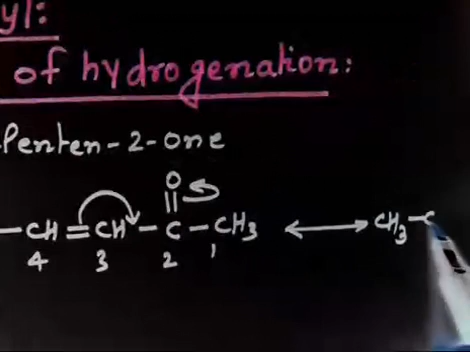 yl:
of hydrogenation:
Penten-2-one
O
—CH=CH—C—CH₃ ⟷ CH₃—C
4 3 2 1